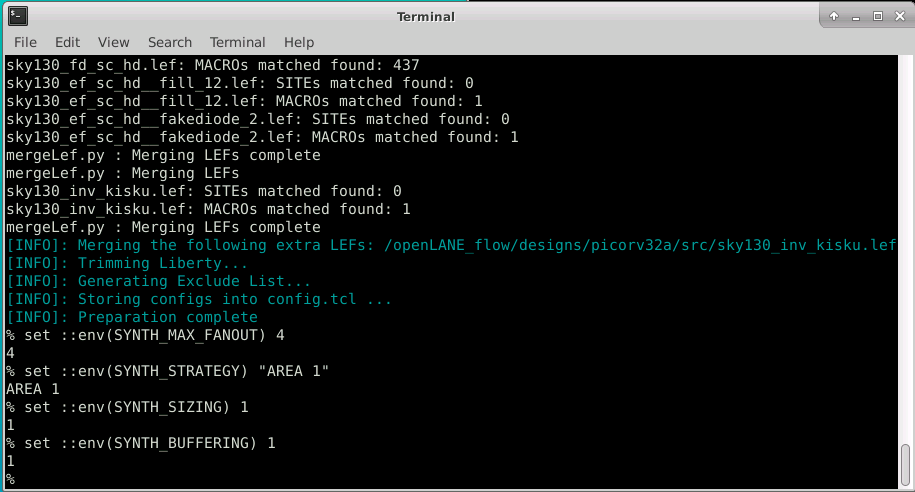 Terminal
File Edit View Search Terminal Help
sky130_fd_sc_hd.lef: MACROs matched found: 437
sky130_ef_sc_hd__fill_12.lef: SITEs matched found: 0
sky130_ef_sc_hd__fill_12.lef: MACROs matched found: 1
sky130_ef_sc_hd__fakediode_2.lef: SITEs matched found: 0
sky130_ef_sc_hd__fakediode_2.lef: MACROs matched found: 1
mergeLef.py : Merging LEFs complete
mergeLef.py : Merging LEFs
sky130_inv_kisku.lef: SITEs matched found: 0
sky130_inv_kisku.lef: MACROs matched found: 1
mergeLef.py : Merging LEFs complete
[INFO]: Merging the following extra LEFs: /openLANE_flow/designs/picorv32a/src/sky130_inv_kisku.lef
[INFO]: Trimming Liberty...
[INFO]: Generating Exclude List...
[INFO]: Storing configs into config.tcl ...
[INFO]: Preparation complete
% set ::env(SYNTH_MAX_FANOUT) 4
4
% set ::env(SYNTH_STRATEGY) "AREA 1"
AREA 1
% set ::env(SYNTH_SIZING) 1
1
% set ::env(SYNTH_BUFFERING) 1
1
%